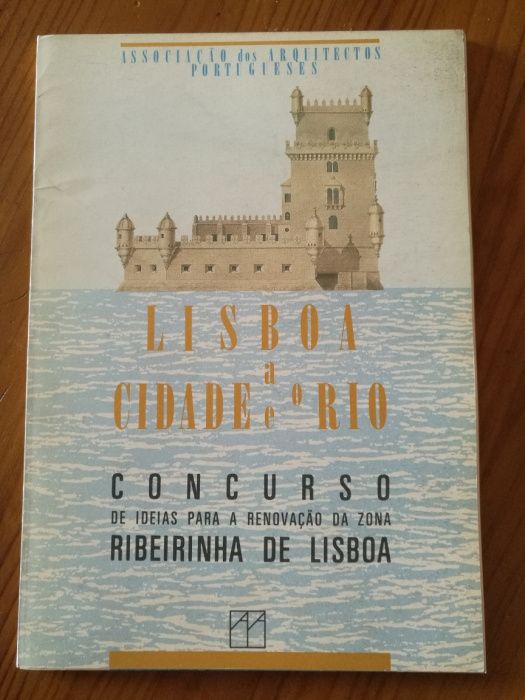 ASSOCIAÇÃO dos ARQUITECTOS
PORTUGUESES
LISBOA
a
CIDADE e o RIO
CONCURSO
DE IDEIAS PARA A RENOVAÇÃO DA ZONA
RIBEIRINHA DE LISBOA